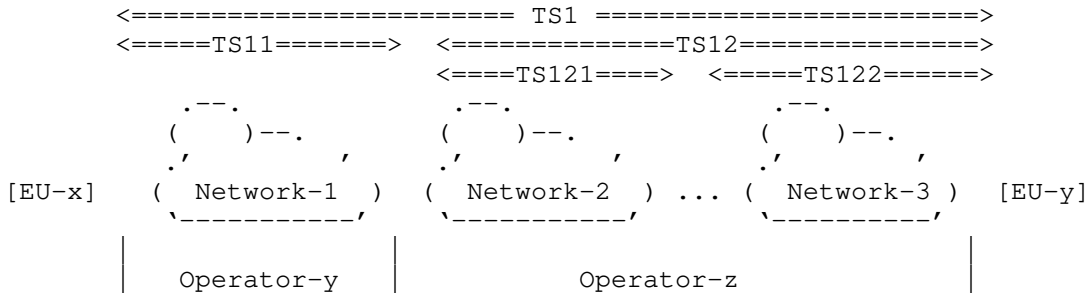 <======================== TS1 ========================>
<=====TS11=======> <==============TS12===============>
<====TS121====> <=====TS122======>
.--. .--. .--.
( )--. ( )--. ( )--.
.' ' .' ' .' '
[EU-x] ( Network-1 ) ( Network-2 ) ... ( Network-3 ) [EU-y]
'-----------' '-----------' '----------'
| | |
| Operator-y | Operator-z |